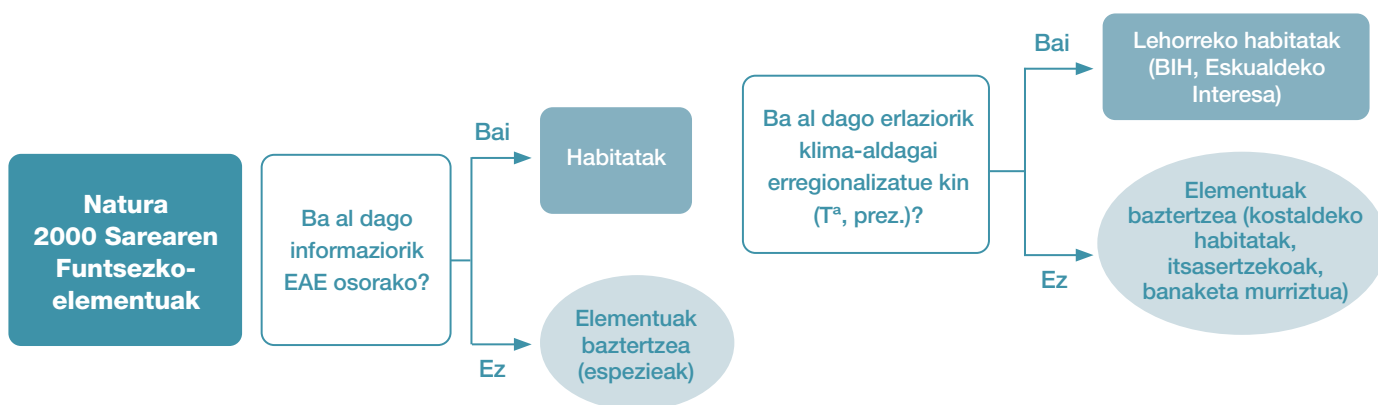 Natura
2000 Sarearen
Funtsezko-
elementuak
Ba al dago
informaziorik
EAE osorako?
Bai
Habitatak
Ez
Elementuak
baztertzea
(espezieak)
Ba al dago erlaziorik
klima-aldagai
erregionalizatue kin
(Tª, prez.)?
Bai
Lehorreko habitatak
(BIH, Eskualdeko
Interesa)
Ez
Elementuak
baztertzea (kostaldeko
habitatak,
itsasertzekoak,
banaketa murriztua)